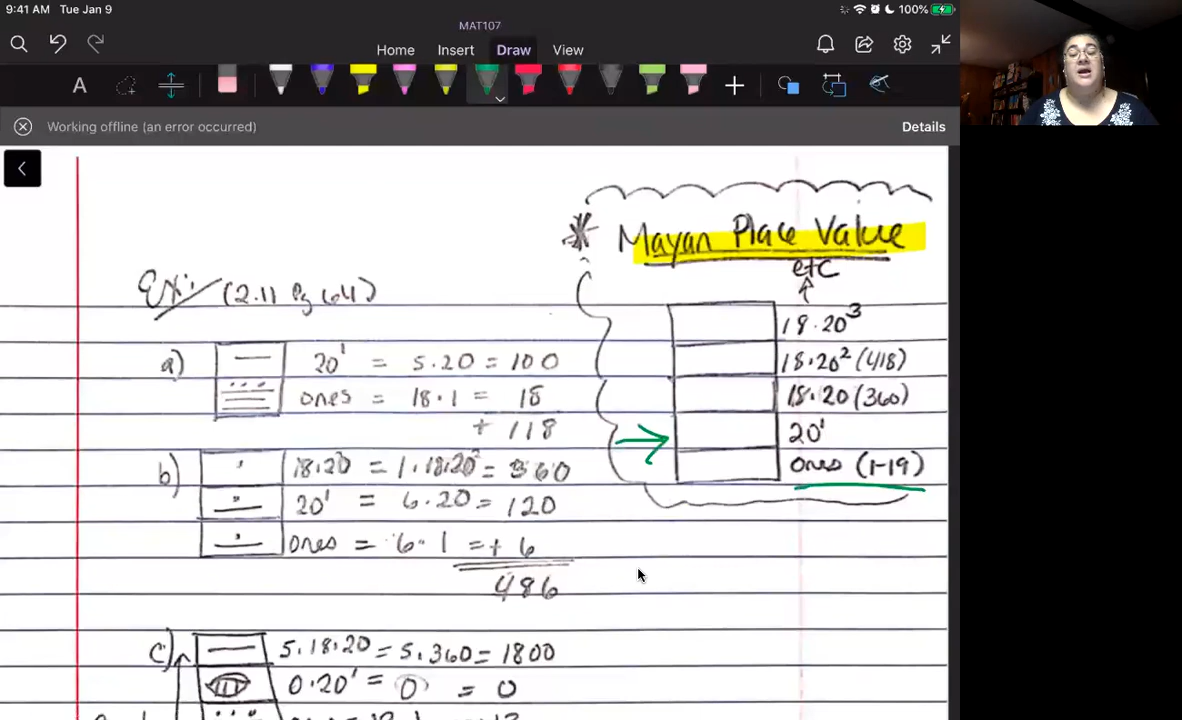 9:41 AM Tue Jan 9
100%
MAT107
Home Insert Draw View
A
Working offline (an error occurred)
Details
* Mayan Place Value
etc
18·20³
18·20² (418)
18·20 (360)
20¹
ones (1-19)
Ex: (2.11 Pg 64)
a) 20¹ = 5·20 = 100
ones = 18·1 = 18
+ 118
b) 18·20 = 1·18·20 = 360
20¹ = 6·20 = 120
ones = 6·1 = + 6
486
c) 5·18·20 = 5·360 = 1800
0·20¹ = 0 = 0